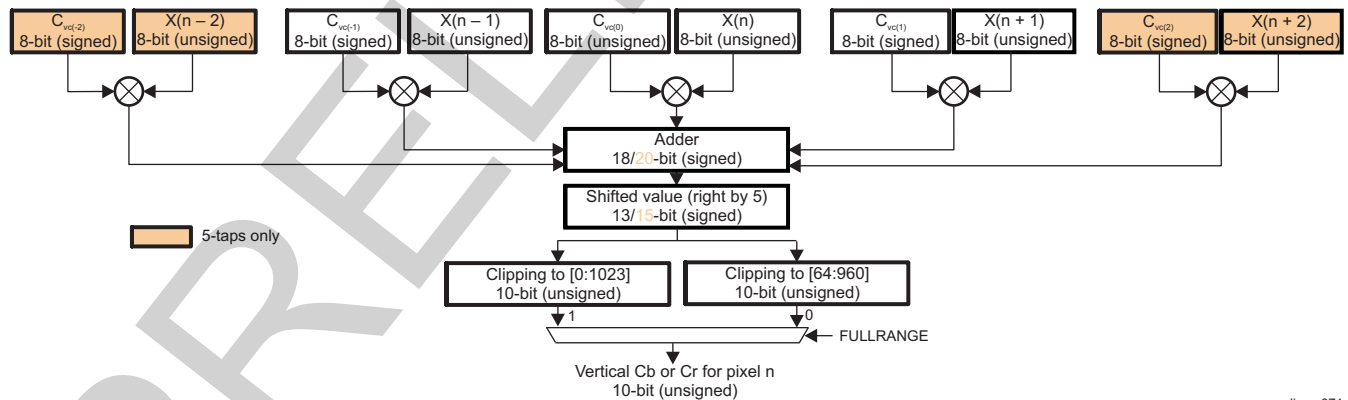 Cvc(-2)
8-bit (signed)
X(n – 2)
8-bit (unsigned)
Cvc(-1)
8-bit (signed)
X(n – 1)
8-bit (unsigned)
Cvc(0)
8-bit (unsigned)
X(n)
8-bit (unsigned)
Cvc(1)
8-bit (signed)
X(n + 1)
8-bit (unsigned)
Cvc(2)
8-bit (signed)
X(n + 2)
8-bit (unsigned)
Adder
18/20-bit (signed)
Shifted value (right by 5)
13/15-bit (signed)
5-taps only
Clipping to [0:1023]
10-bit (unsigned)
Clipping to [64:960]
10-bit (unsigned)
1
0
FULLRANGE
Vertical Cb or Cr for pixel n
10-bit (unsigned)